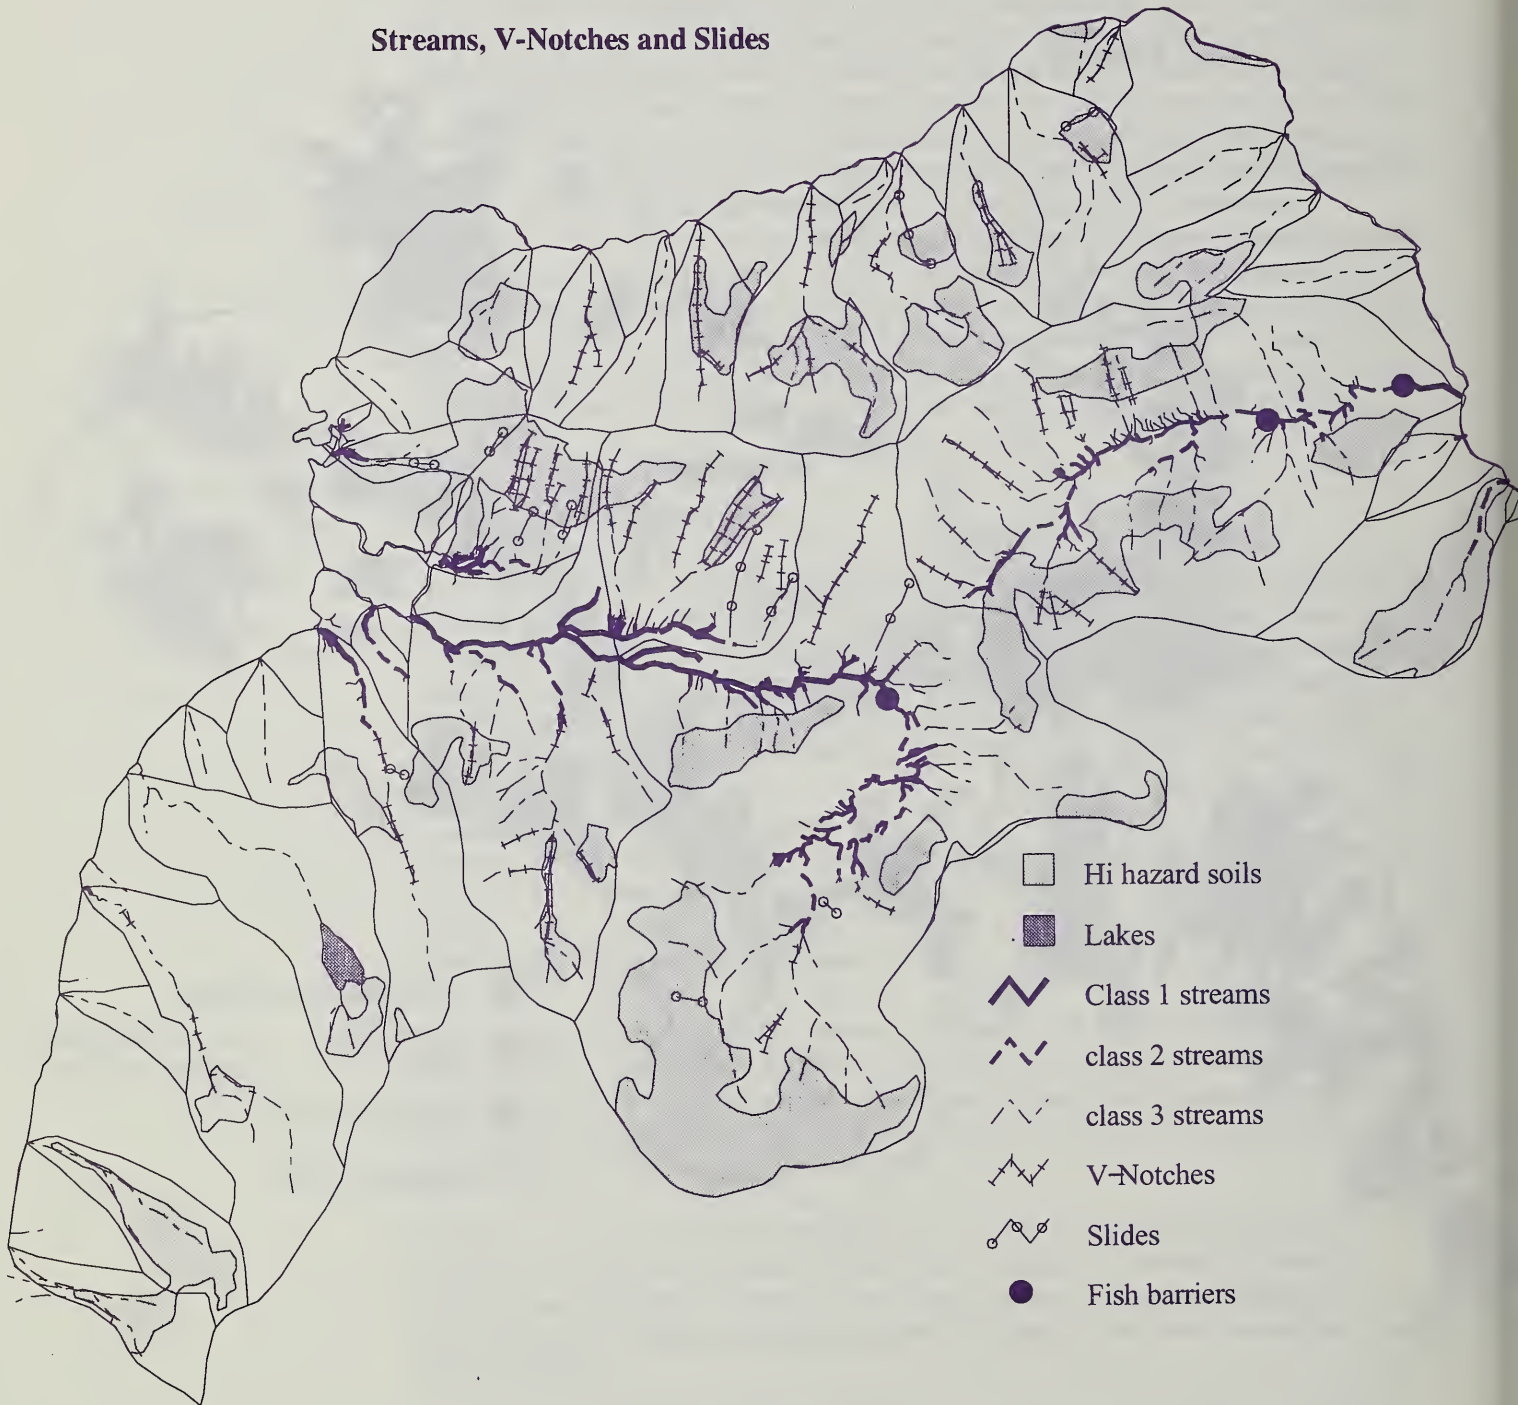 Streams, V-Notches and Slides
Hi hazard soils
Lakes
Class 1 streams
class 2 streams
class 3 streams
V-Notches
Slides
Fish barriers